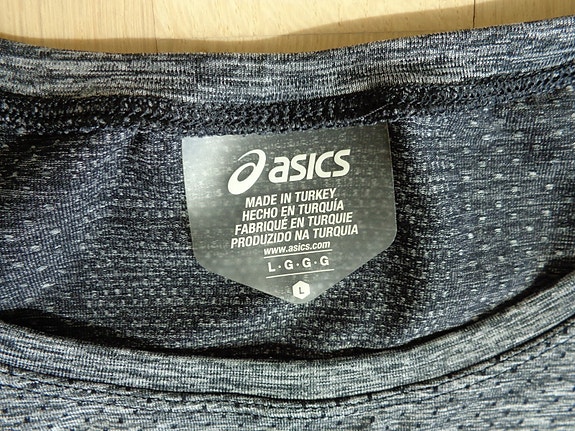 asics
MADE IN TURKEY
HECHO EN TURQUÍA
FABRIQUÉ EN TURQUIE
PRODUZIDO NA TURQUIA
www.asics.com
L·G·G·G
L